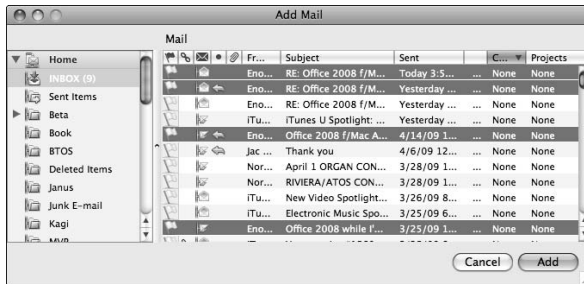 Add Mail
Mail
Home
INBOX (9)
Sent Items
Beta
Book
BTOS
Deleted Items
Janus
Junk E-mail
Kagi
MVP
Fr... Subject Sent C... Projects
Eno... RE: Office 2008 f/M... Today 3:5... ... None None
Eno... RE: Office 2008 f/M... Yesterday ... ... None None
Eno... RE: Office 2008 f/M... Yesterday ... ... None None
iTu... iTunes U Spotlight: ... Yesterday ... ... None None
Eno... Office 2008 f/Mac A... 4/14/09 1... ... None None
Jac ... Thank you 4/6/09 12... ... None None
Nor... April 1 ORGAN CON... 3/28/09 1... ... None None
Nor... RIVIERA/ATOS CON... 3/28/09 1... ... None None
iTu... New Video Spotlight... 3/26/09 8... ... None None
iTu... Electronic Music Spo... 3/25/09 6... ... None None
Eno... Office 2008 while I'... 3/25/09 1... ... None None
Cancel Add